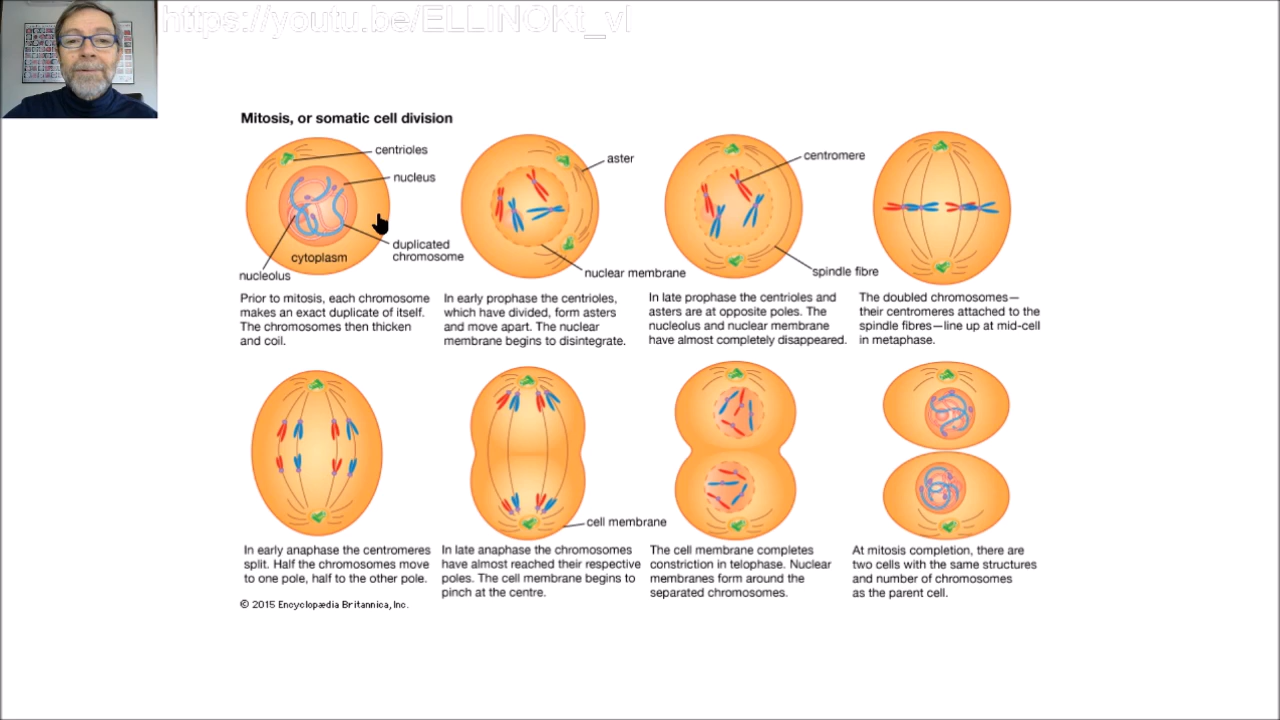 https://youtu.be/ELLINOKt_vI
Mitosis, or somatic cell division
centrioles
nucleus
duplicated
chromosome
cytoplasm
nucleolus
aster
nuclear membrane
centromere
spindle fibre
Prior to mitosis, each chromosome
makes an exact duplicate of itself.
The chromosomes then thicken
and coil.
In early prophase the centrioles,
which have divided, form asters
and move apart. The nuclear
membrane begins to disintegrate.
In late prophase the centrioles and
asters are at opposite poles. The
nucleolus and nuclear membrane
have almost completely disappeared.
The doubled chromosomes—
their centromeres attached to the
spindle fibres—line up at mid-cell
in metaphase.
cell membrane
In early anaphase the centromeres
split. Half the chromosomes move
to one pole, half to the other pole.
In late anaphase the chromosomes
have almost reached their respective
poles. The cell membrane begins to
pinch at the centre.
The cell membrane completes
constriction in telophase. Nuclear
membranes form around the
separated chromosomes.
At mitosis completion, there are
two cells with the same structures
and number of chromosomes
as the parent cell.
© 2015 Encyclopædia Britannica, Inc.